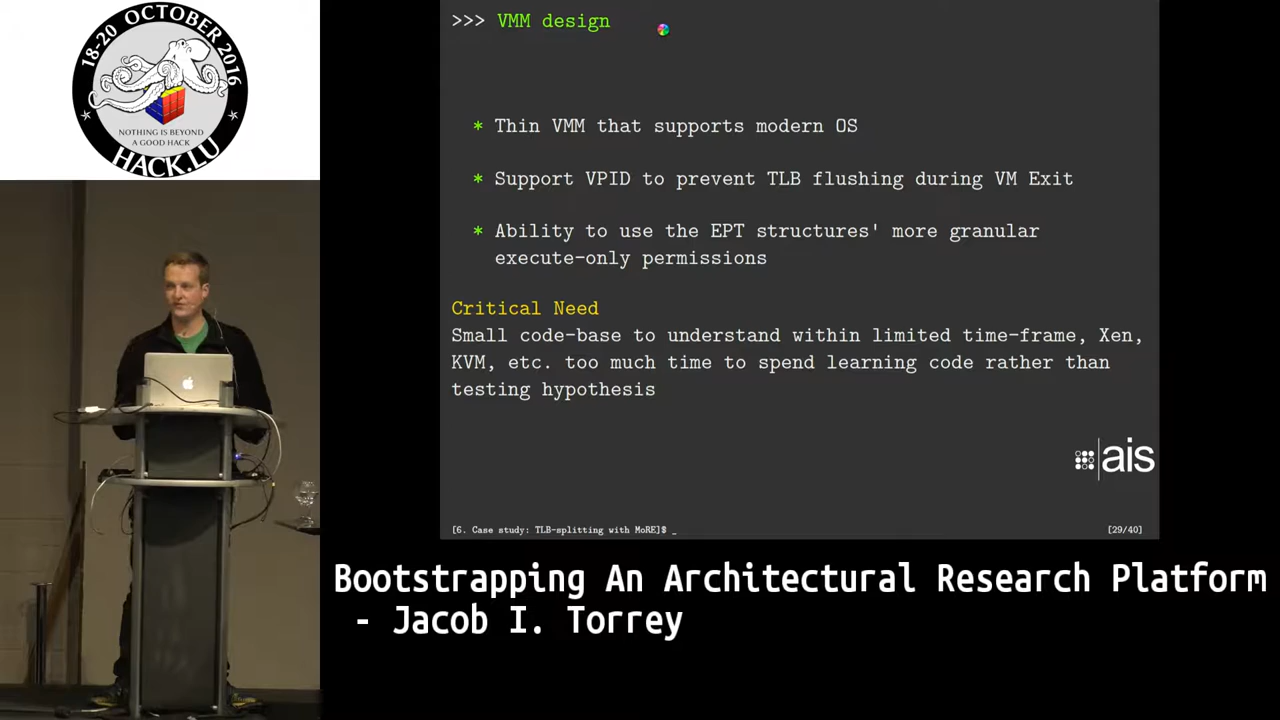 18-20 OCTOBER 2016
NOTHING IS BEYOND
A GOOD HACK
HACK.LU
>>> VMM design
* Thin VMM that supports modern OS
* Support VPID to prevent TLB flushing during VM Exit
* Ability to use the EPT structures' more granular
execute-only permissions
Critical Need
Small code-base to understand within limited time-frame, Xen,
KVM, etc. too much time to spend learning code rather than
testing hypothesis
ais
[6. Case study: TLB-splitting with MoRE]$ _
[29/40]
Bootstrapping An Architectural Research Platform
- Jacob I. Torrey